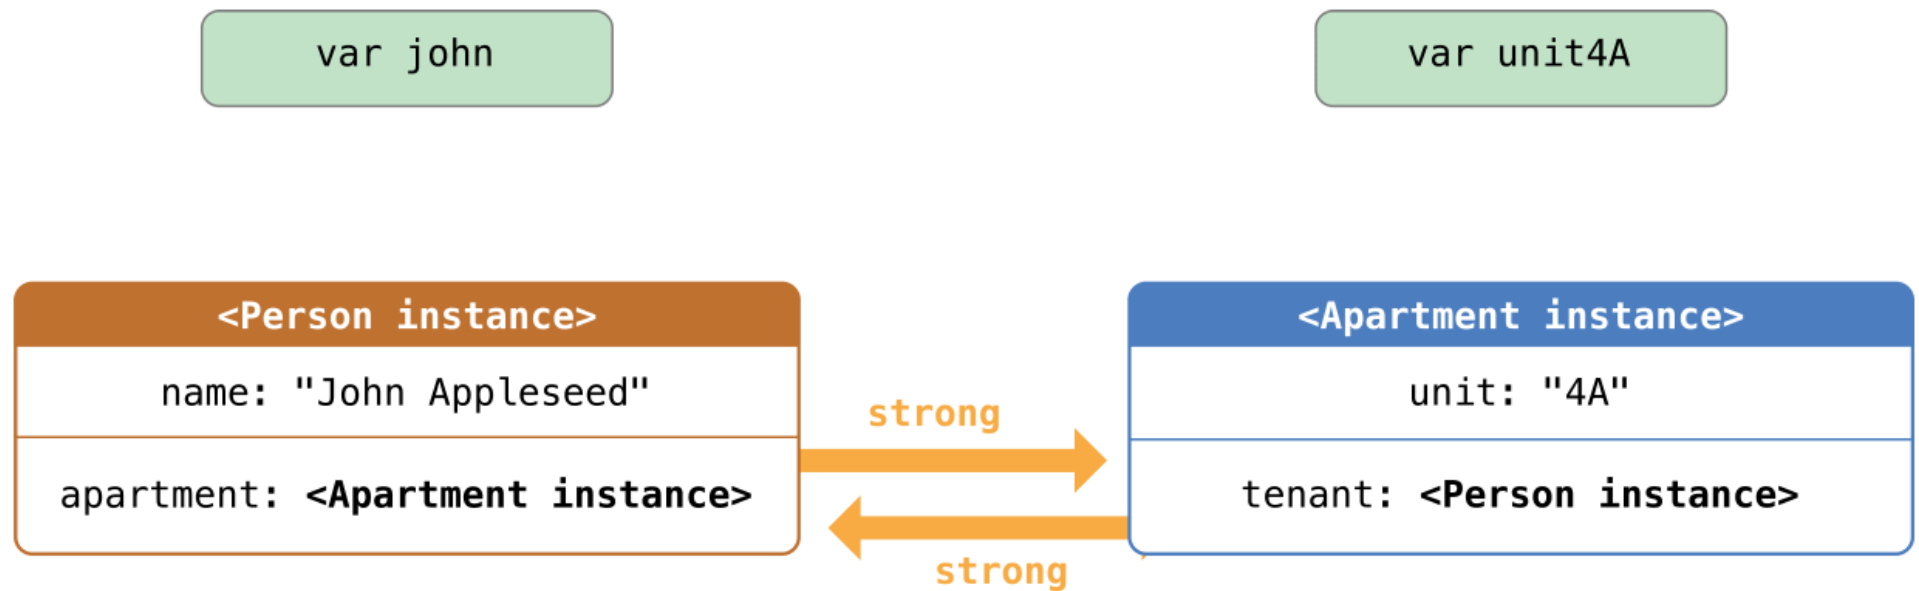 var john
var unit4A
<Person instance>
name: "John Appleseed"
apartment: <Apartment instance>
strong
strong
<Apartment instance>
unit: "4A"
tenant: <Person instance>